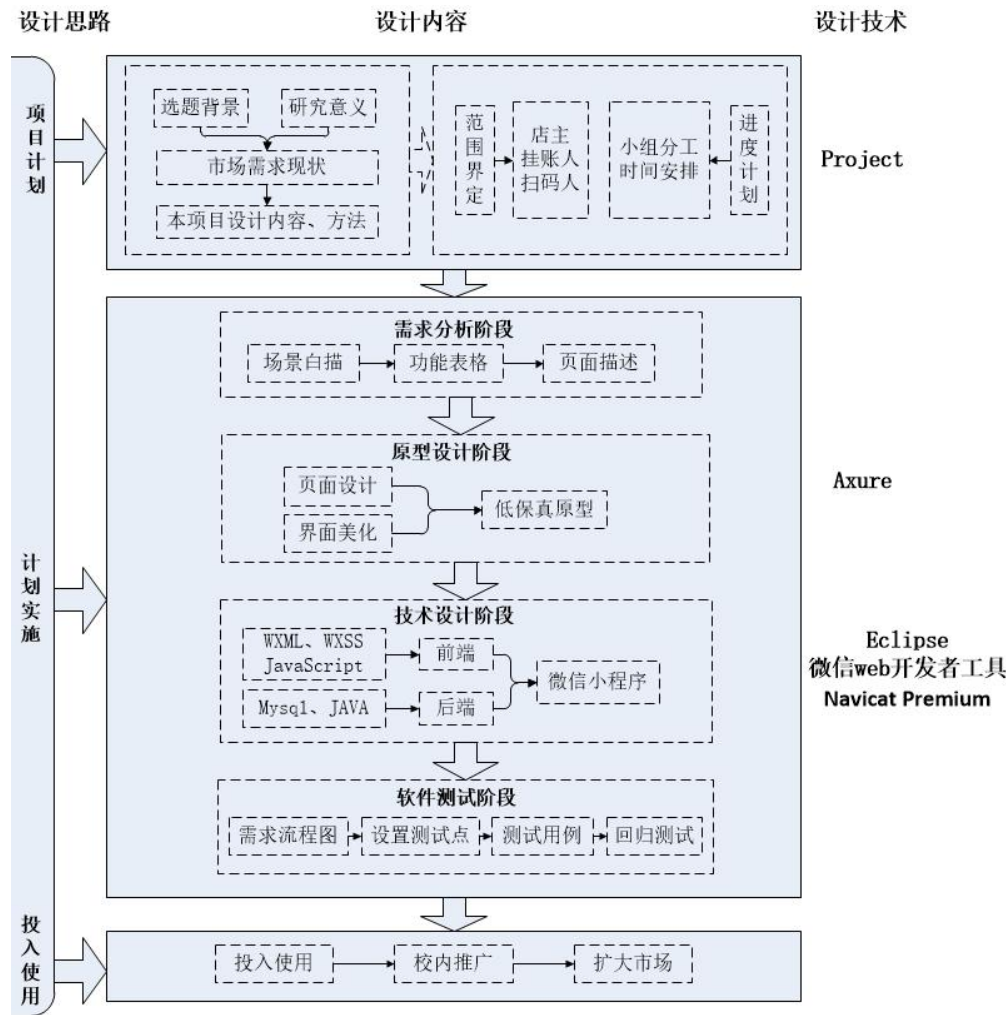 设计思路
设计内容
设计技术
项目计划
选题背景
研究意义
市场需求现状
本项目设计内容、方法
范围界定
店主
挂账人
扫码人
小组分工
时间安排
进度计划
Project
计划实施
需求分析阶段
场景白描
功能表格
页面描述
原型设计阶段
页面设计
界面美化
低保真原型
Axure
技术设计阶段
WXML、WXSS
JavaScript
前端
Mysql、JAVA
后端
微信小程序
Eclipse
微信web开发者工具
Navicat Premium
软件测试阶段
需求流程图
设置测试点
测试用例
回归测试
投入使用
投入使用
校内推广
扩大市场